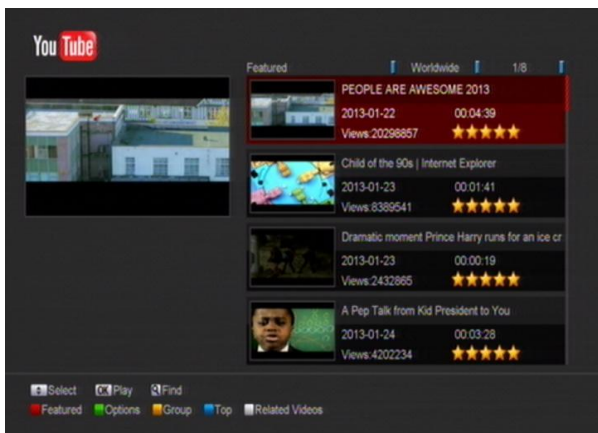 You Tube
Featured Worldwide 1/8
PEOPLE ARE AWESOME 2013
2013-01-22 00:04:39
Views:20298857
Child of the 90s | Internet Explorer
2013-01-23 00:01:41
Views:8389541
Dramatic moment Prince Harry runs for an ice cr
2013-01-23 00:00:19
Views:2432865
A Pep Talk from Kid President to You
2013-01-24 00:03:28
Views:4202234
Select OK Play Find
Featured Options Group Top Related Videos